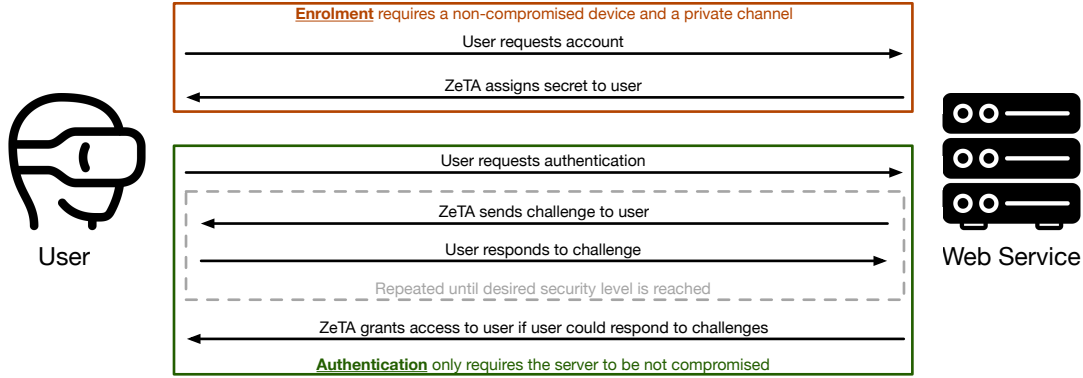 Enrolment requires a non-compromised device and a private channel
User requests account
ZeTA assigns secret to user
User requests authentication
ZeTA sends challenge to user
User responds to challenge
Repeated until desired security level is reached
ZeTA grants access to user if user could respond to challenges
Authentication only requires the server to be not compromised
User
Web Service